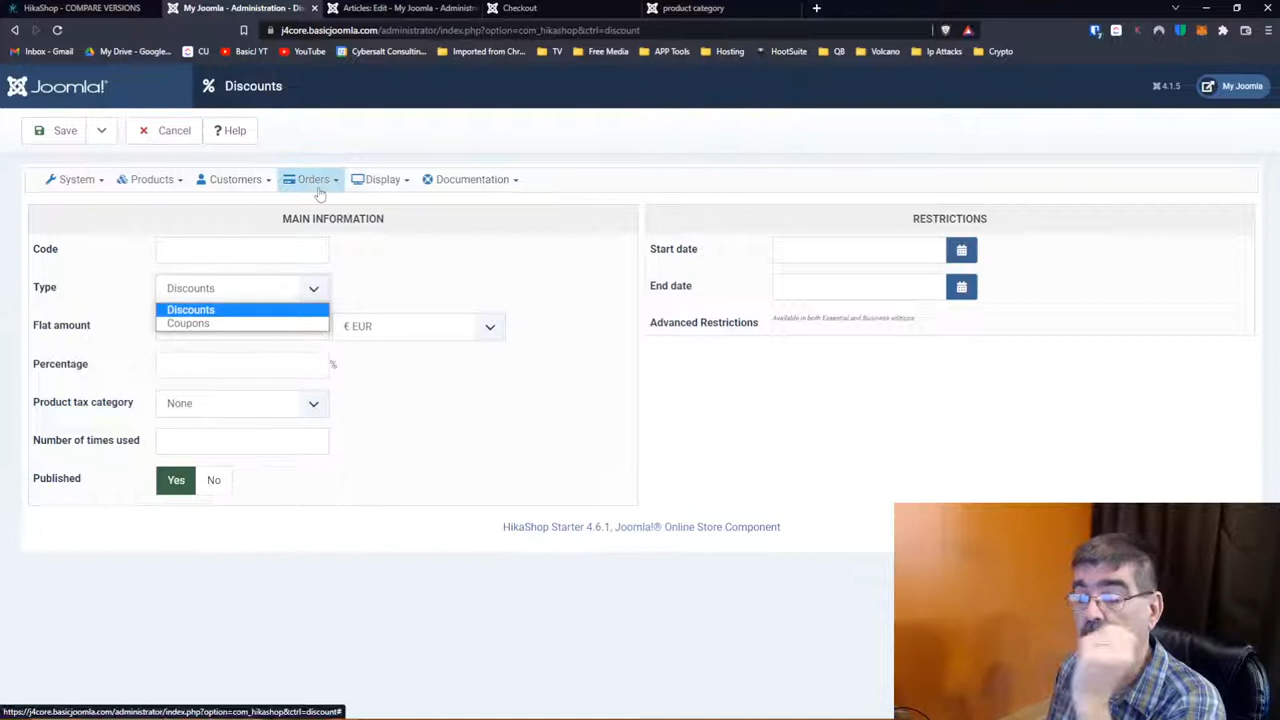 HikaShop - COMPARE VERSIONS
My Joomla - Administration - Dis
Articles: Edit - My Joomla - Administr
Checkout
product category
j4core.basicjoomla.com/administrator/index.php?option=com_hikashop&ctrl=discount
Inbox - Gmail
My Drive - Google...
CU
BasicJ YT
YouTube
Cybersalt Consulting...
Imported from Chr...
TV
Free Media
APP Tools
Hosting
HootSuite
QB
Volcano
Ip Attacks
Crypto
Joomla!®
Discounts
4.1.5
My Joomla
Save
Cancel
? Help
System
Products
Customers
Orders
Display
Documentation
MAIN INFORMATION
Code
Type
Discounts
Discounts
Coupons
Flat amount
€ EUR
Percentage
%
Product tax category
None
Number of times used
Published
Yes
No
RESTRICTIONS
Start date
End date
Advanced Restrictions
Available in both Essential and Business editions
HikaShop Starter 4.6.1, Joomla!® Online Store Component
https://j4core.basicjoomla.com/administrator/index.php?option=com_hikashop&ctrl=discount#